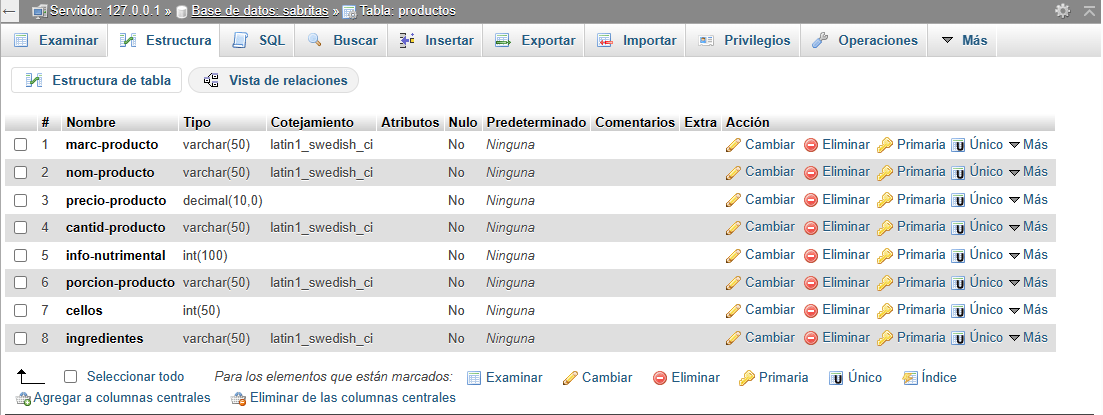 Servidor: 127.0.0.1 » Base de datos: sabritas » Tabla: productos
Examinar Estructura SQL Buscar Insertar Exportar Importar Privilegios Operaciones Más
Estructura de tabla Vista de relaciones
# Nombre Tipo Cotejamiento Atributos Nulo Predeterminado Comentarios Extra Acción
1 marc-producto varchar(50) latin1_swedish_ci No Ninguna Cambiar Eliminar Primaria Único Más
2 nom-producto varchar(50) latin1_swedish_ci No Ninguna Cambiar Eliminar Primaria Único Más
3 precio-producto decimal(10,0) No Ninguna Cambiar Eliminar Primaria Único Más
4 cantid-producto varchar(50) latin1_swedish_ci No Ninguna Cambiar Eliminar Primaria Único Más
5 info-nutrimental int(100) No Ninguna Cambiar Eliminar Primaria Único Más
6 porcion-producto varchar(50) latin1_swedish_ci No Ninguna Cambiar Eliminar Primaria Único Más
7 cellos int(50) No Ninguna Cambiar Eliminar Primaria Único Más
8 ingredientes varchar(50) latin1_swedish_ci No Ninguna Cambiar Eliminar Primaria Único Más
Seleccionar todo Para los elementos que están marcados: Examinar Cambiar Eliminar Primaria Único Índice
Agregar a columnas centrales Eliminar de las columnas centrales